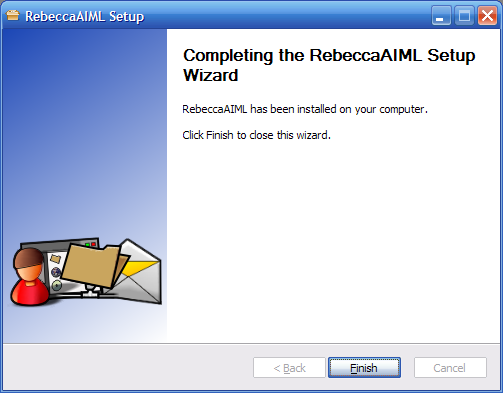 RebeccaAIML Setup
Completing the RebeccaAIML Setup
Wizard
RebeccaAIML has been installed on your computer.
Click Finish to close this wizard.
< Back
Finish
Cancel